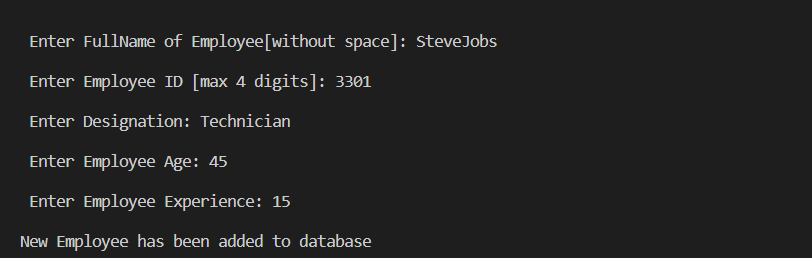 Enter FullName of Employee[without space]: SteveJobs
Enter Employee ID [max 4 digits]: 3301
Enter Designation: Technician
Enter Employee Age: 45
Enter Employee Experience: 15
New Employee has been added to database